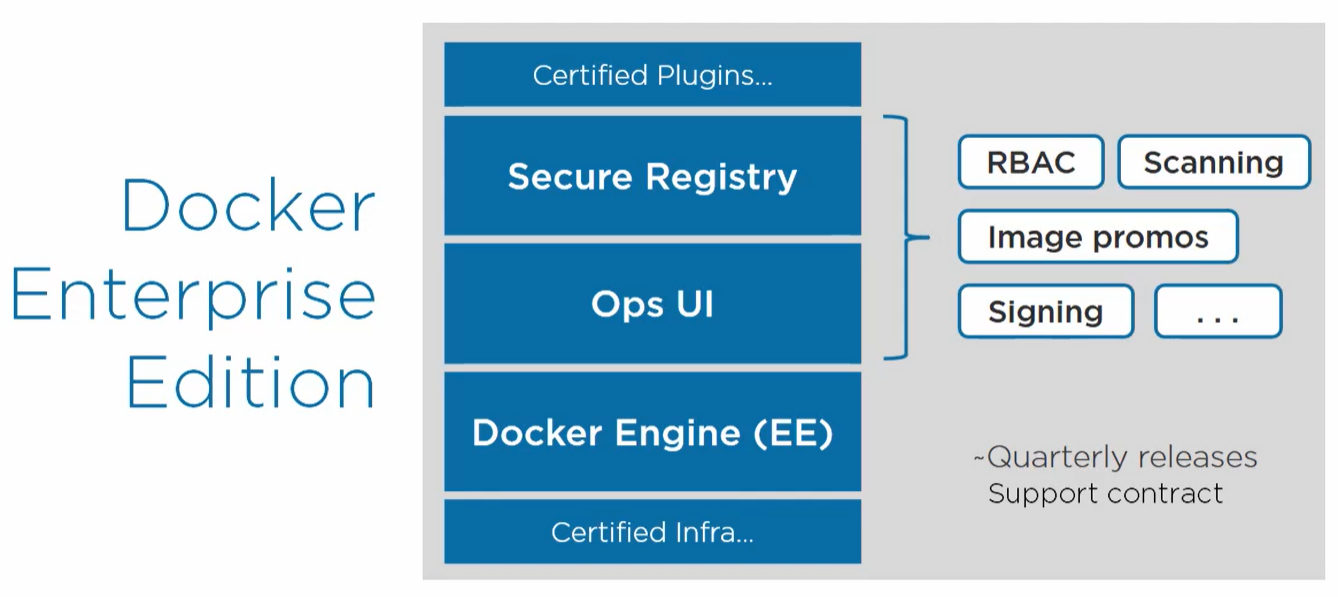 Docker
Enterprise
Edition
Certified Plugins...
Secure Registry
Ops UI
Docker Engine (EE)
Certified Infra...
RBAC
Scanning
Image promos
Signing
...
~Quarterly releases
Support contract